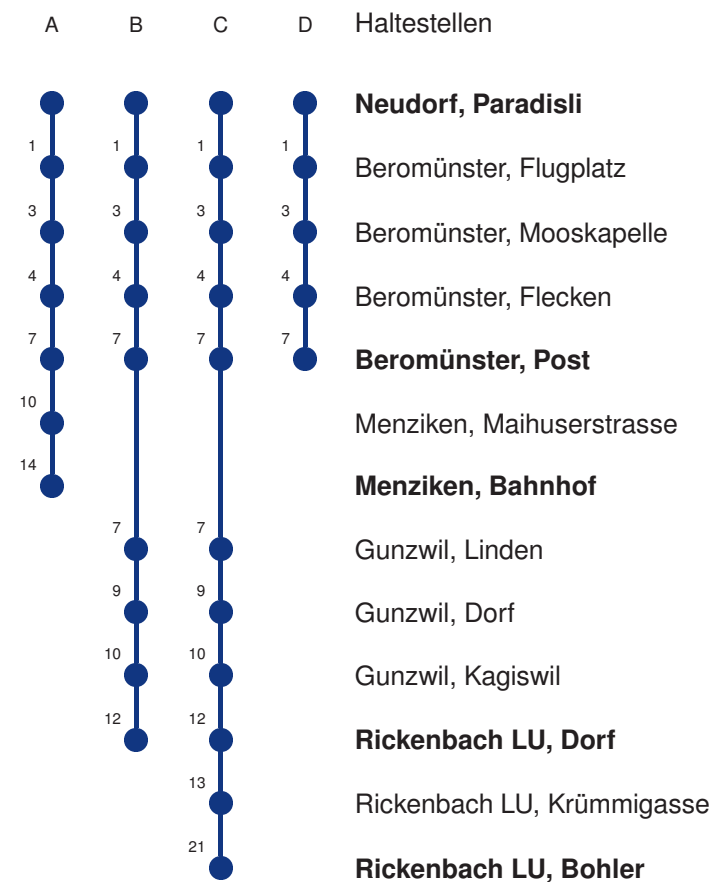 A B C D Haltestellen
Neudorf, Paradisli
1 1 1 1 Beromünster, Flugplatz
3 3 3 3 Beromünster, Mooskapelle
4 4 4 4 Beromünster, Flecken
7 7 7 7 Beromünster, Post
10 Menziken, Maihuserstrasse
14 Menziken, Bahnhof
7 7 Gunzwil, Linden
9 9 Gunzwil, Dorf
10 10 Gunzwil, Kagiswil
12 12 Rickenbach LU, Dorf
13 Rickenbach LU, Krümmigasse
21 Rickenbach LU, Bohler